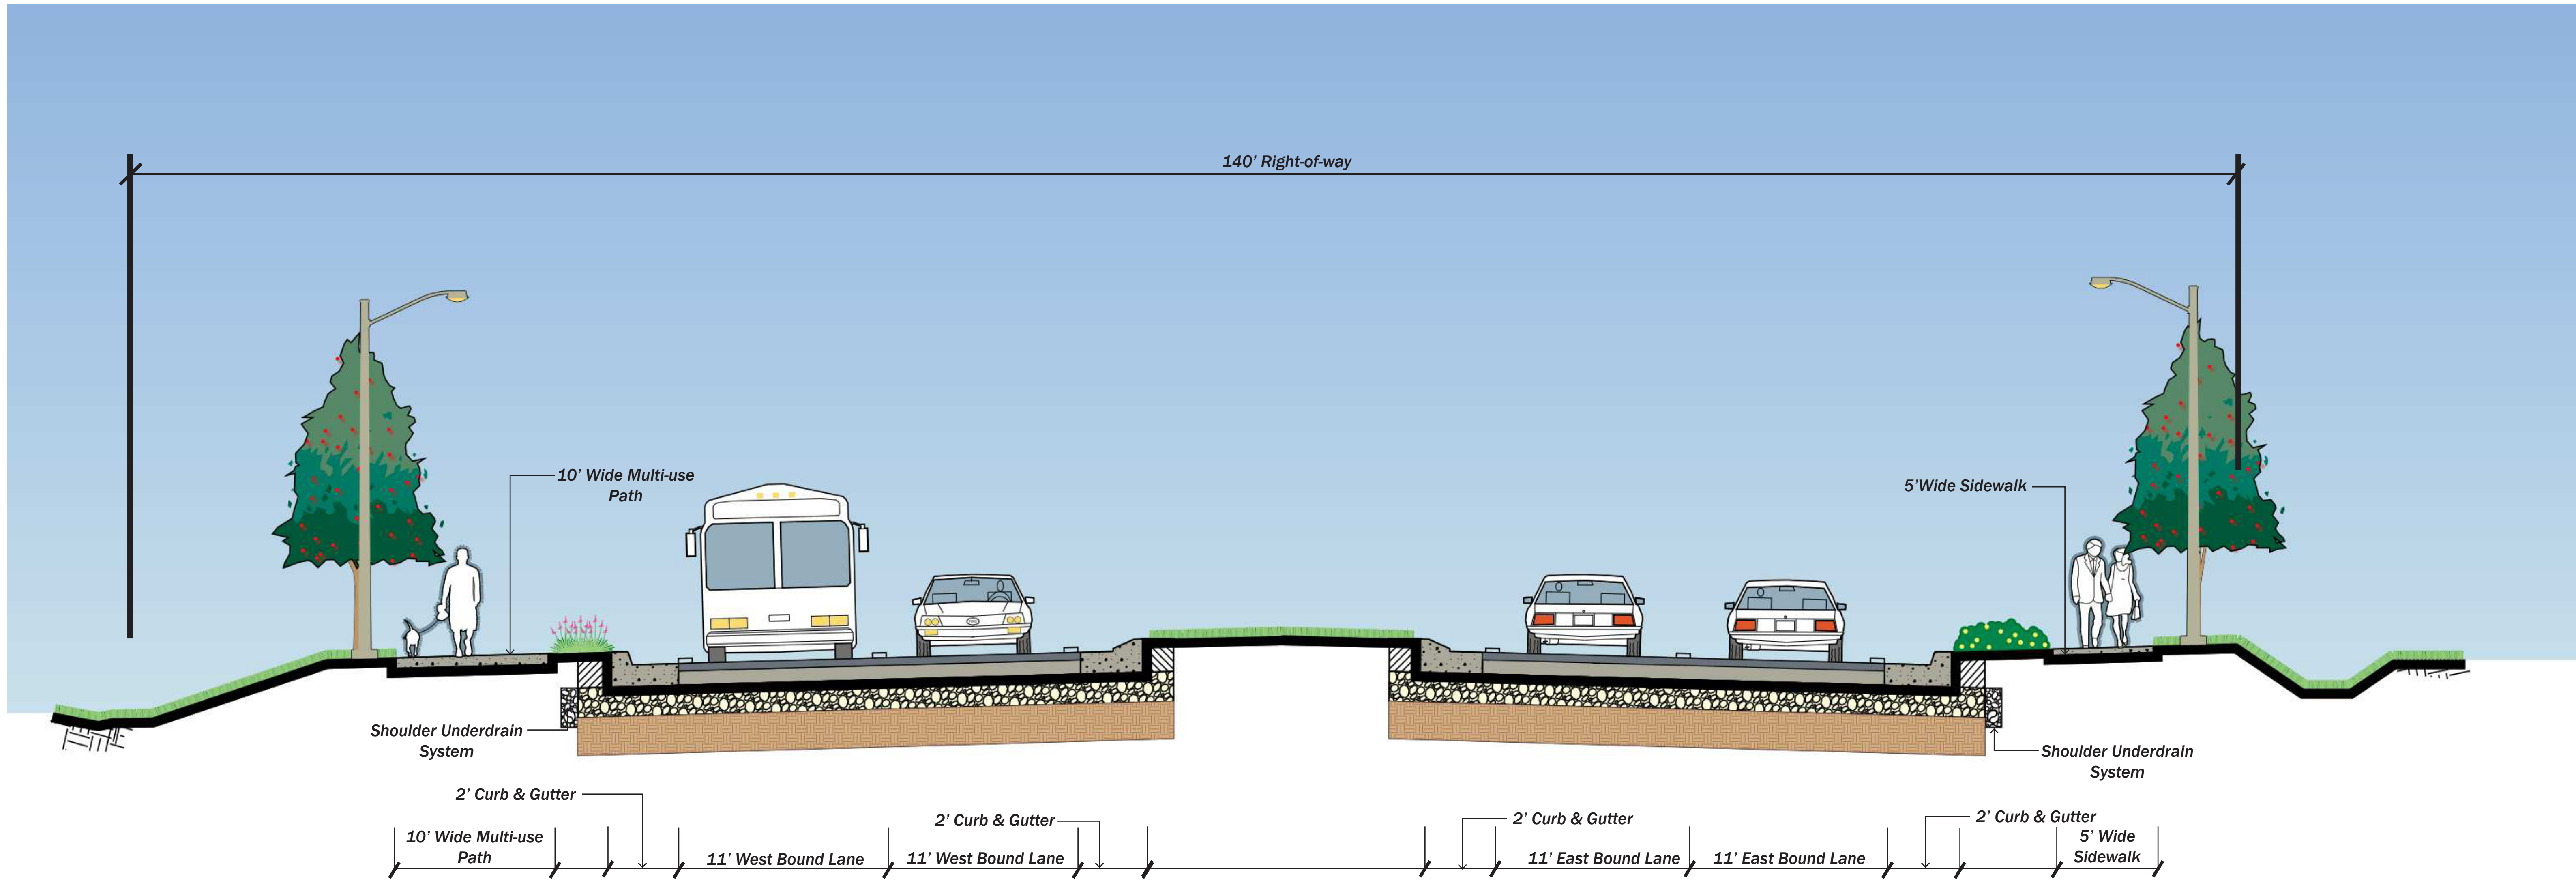 140' Right-of-way
10' Wide Multi-use
Path
5'Wide Sidewalk
Shoulder Underdrain
System
Shoulder Underdrain
System
2' Curb & Gutter
2' Curb & Gutter
2' Curb & Gutter
2' Curb & Gutter
10' Wide Multi-use
Path
11' West Bound Lane
11' West Bound Lane
11' East Bound Lane
11' East Bound Lane
5' Wide
Sidewalk